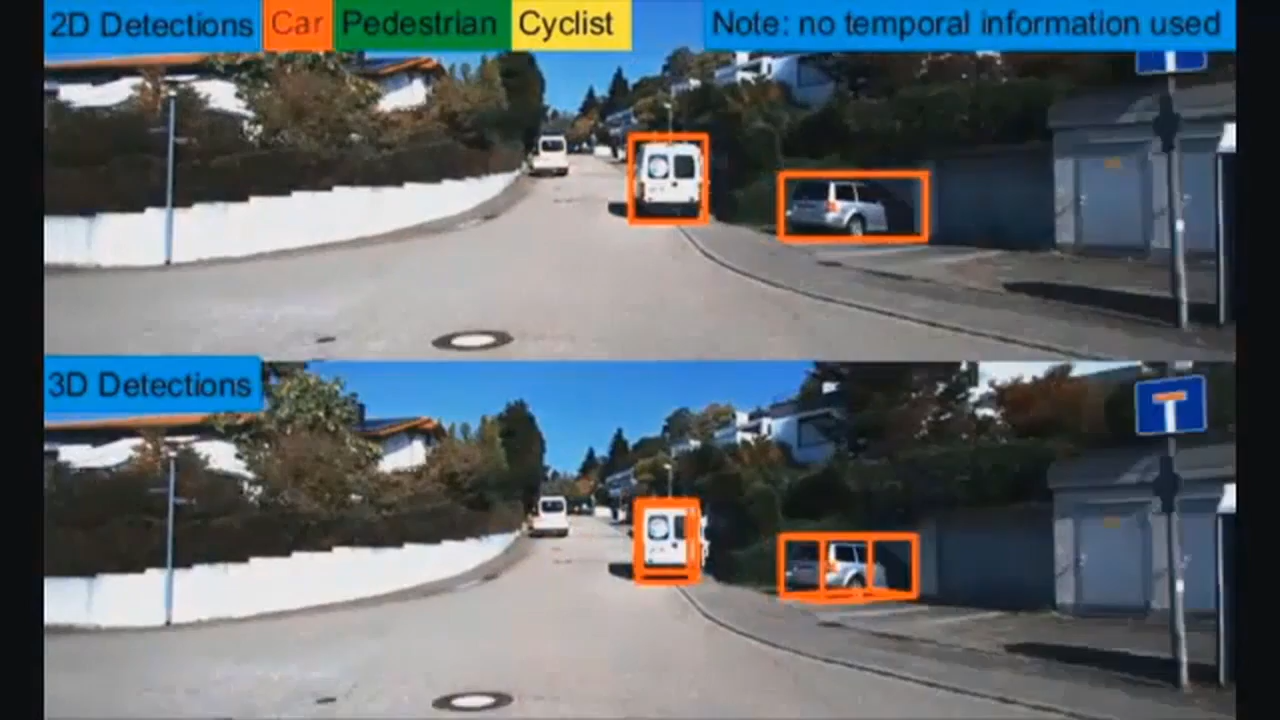 2D Detections Car Pedestrian Cyclist Note: no temporal information used
3D Detections